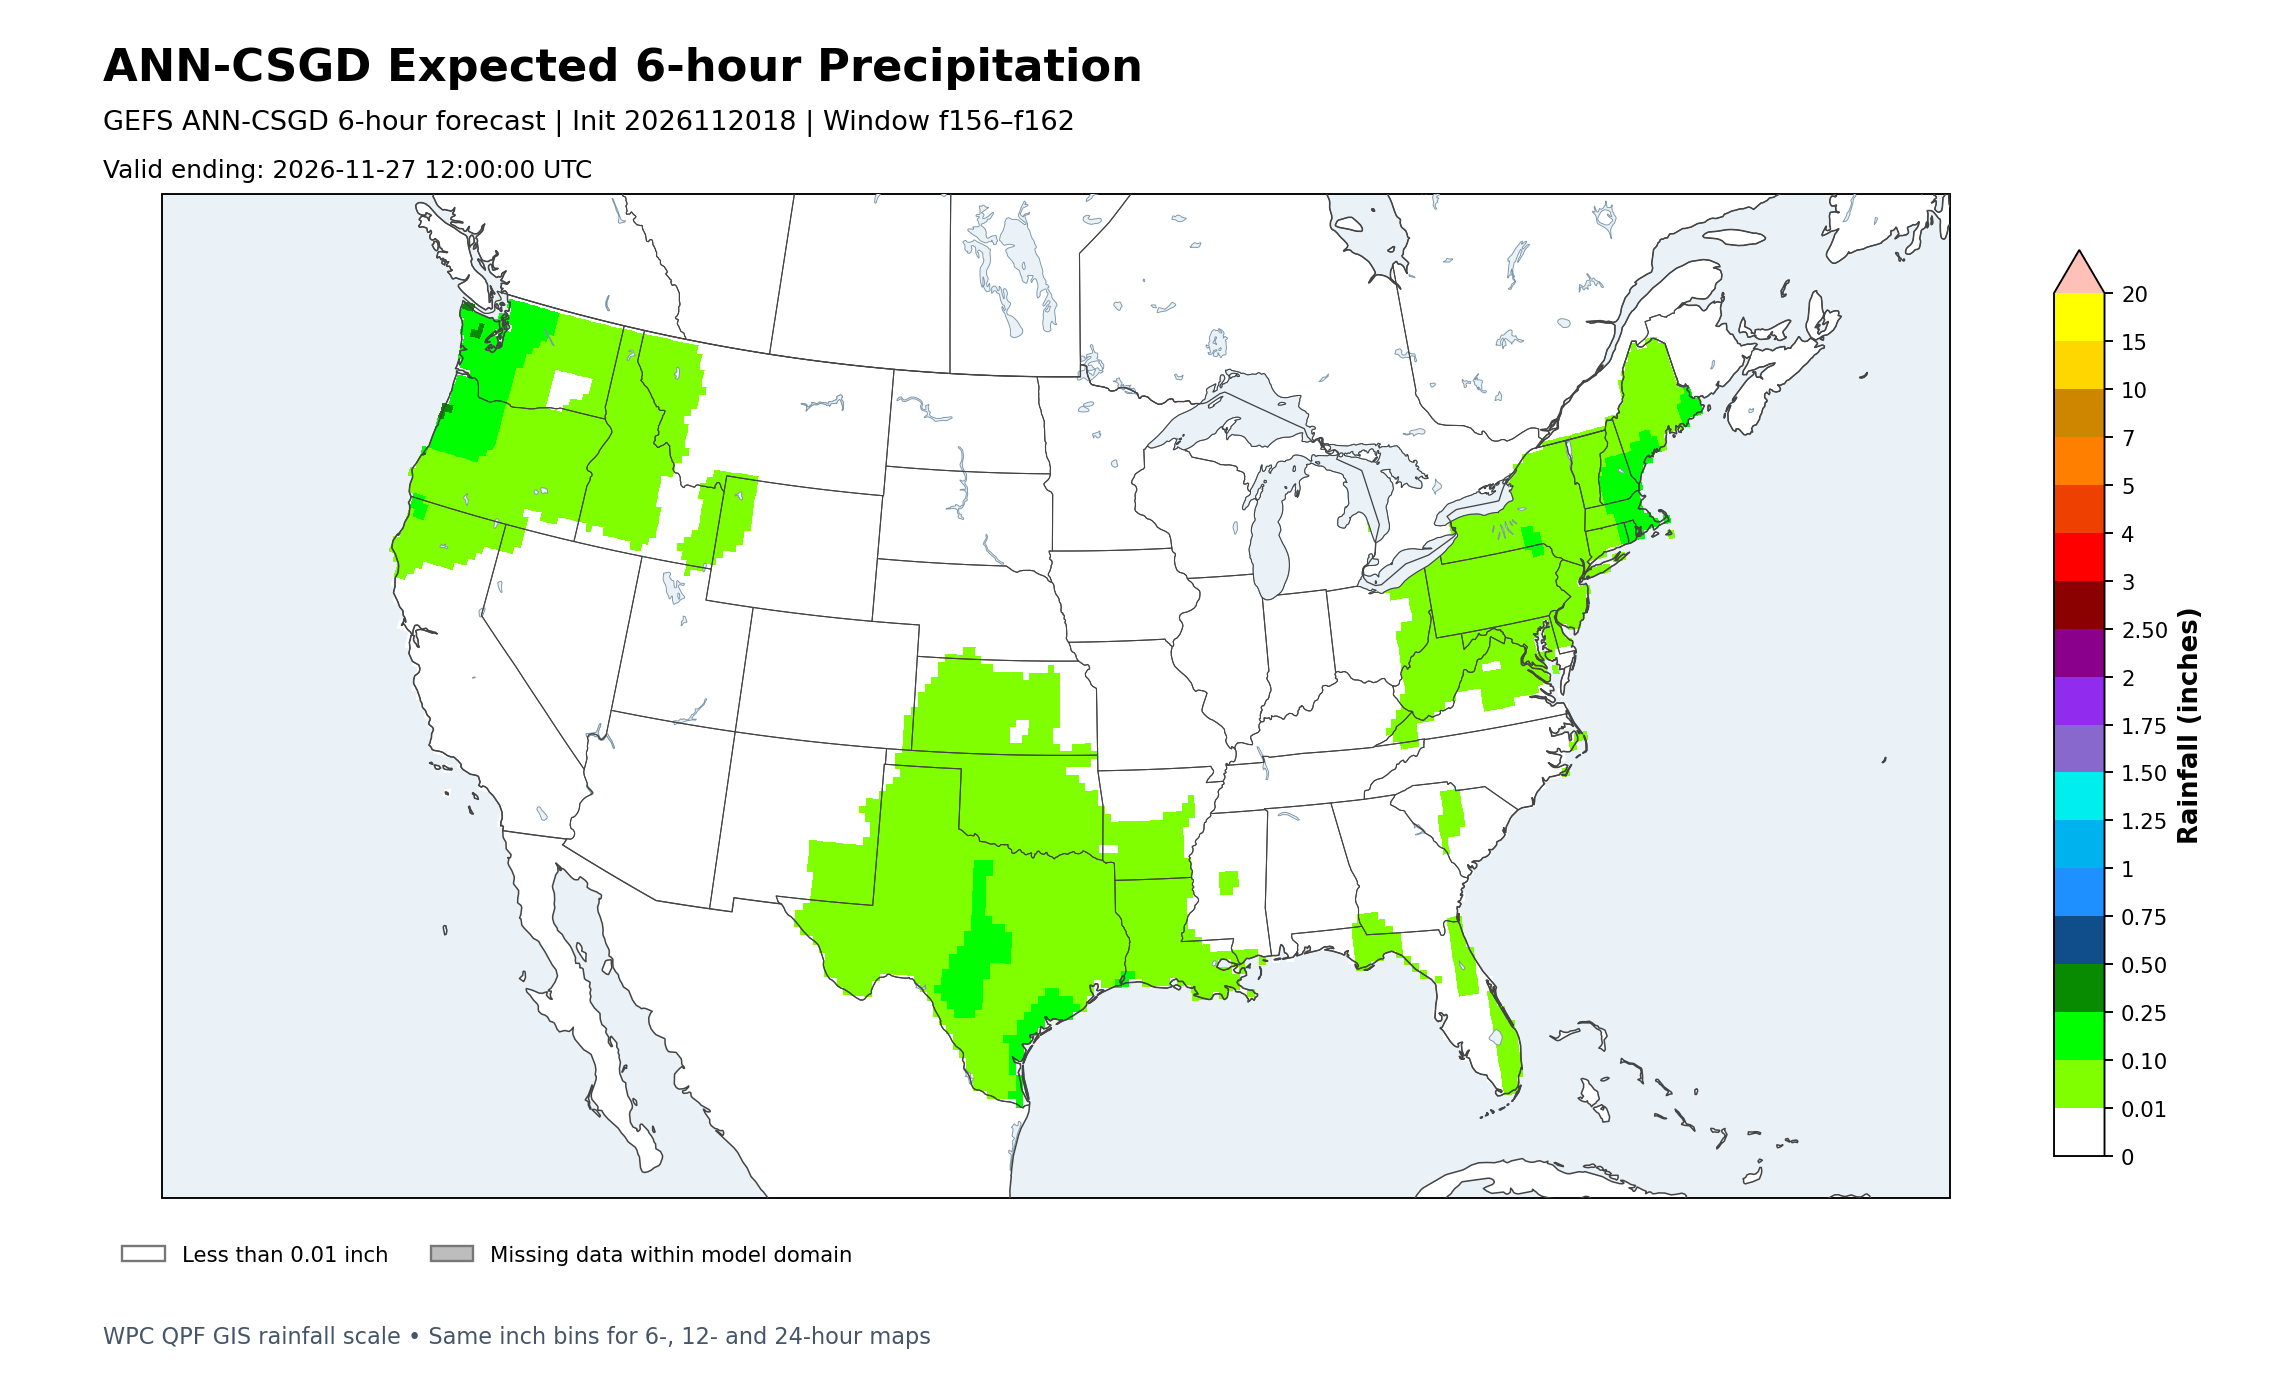 ANN-CSGD Expected 6-hour Precipitation
GEFS ANN-CSGD 6-hour forecast | Init 2026112018 | Window f156–f162
Valid ending: 2026-11-27 12:00:00 UTC
20
15
10
7
5
4
3
2.50
2
1.75
1.50
1.25
1
0.75
0.50
0.25
0.10
0.01
0
Rainfall (inches)
Less than 0.01 inch
Missing data within model domain
WPC QPF GIS rainfall scale • Same inch bins for 6-, 12- and 24-hour maps